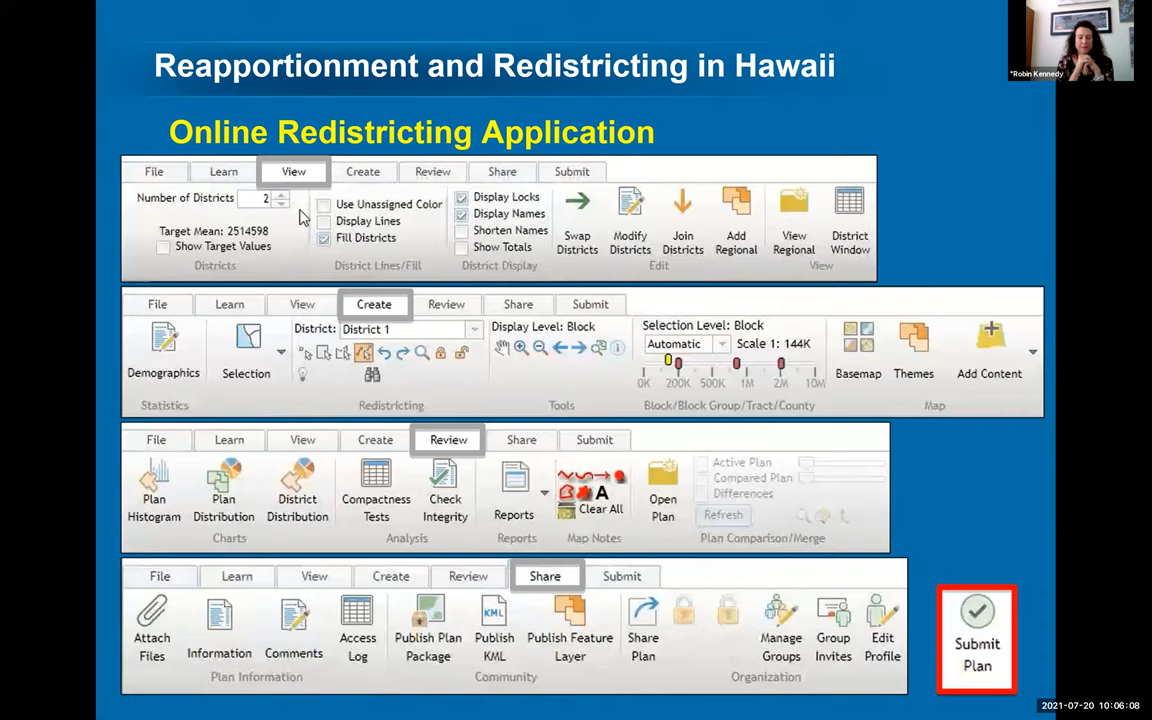 Reapportionment and Redistricting in Hawaii
*Robin Kennedy
Online Redistricting Application
File Learn View Create Review Share Submit
Number of Districts 2
Target Mean: 2514598
Show Target Values
Districts
Use Unassigned Color
Display Lines
Fill Districts
District Lines/Fill
Display Locks
Display Names
Shorten Names
Show Totals
District Display
Swap Districts
Modify Districts
Join Districts
Add Regional
Edit
View Regional
District Window
View
File Learn View Create Review Share Submit
Demographics
Statistics
Selection
District: District 1
Redistricting
Display Level: Block
Tools
Selection Level: Block
Automatic Scale 1: 144K
0K 200K 500K 1M 2M 10M
Block/Block Group/Tract/County
Basemap
Themes
Add Content
Map
File Learn View Create Review Share Submit
Plan Histogram
Plan Distribution
District Distribution
Charts
Compactness Tests
Check Integrity
Analysis
Reports
Reports
A
Clear All
Map Notes
Open Plan
Active Plan
Compared Plan
Differences
Refresh
Plan Comparison/Merge
File Learn View Create Review Share Submit
Attach Files
Information
Comments
Access Log
Plan Information
Publish Plan Package
KML
Publish KML
Publish Feature Layer
Community
Share Plan
Manage Groups
Group Invites
Edit Profile
Organization
Submit Plan
2021-07-20 10:06:08